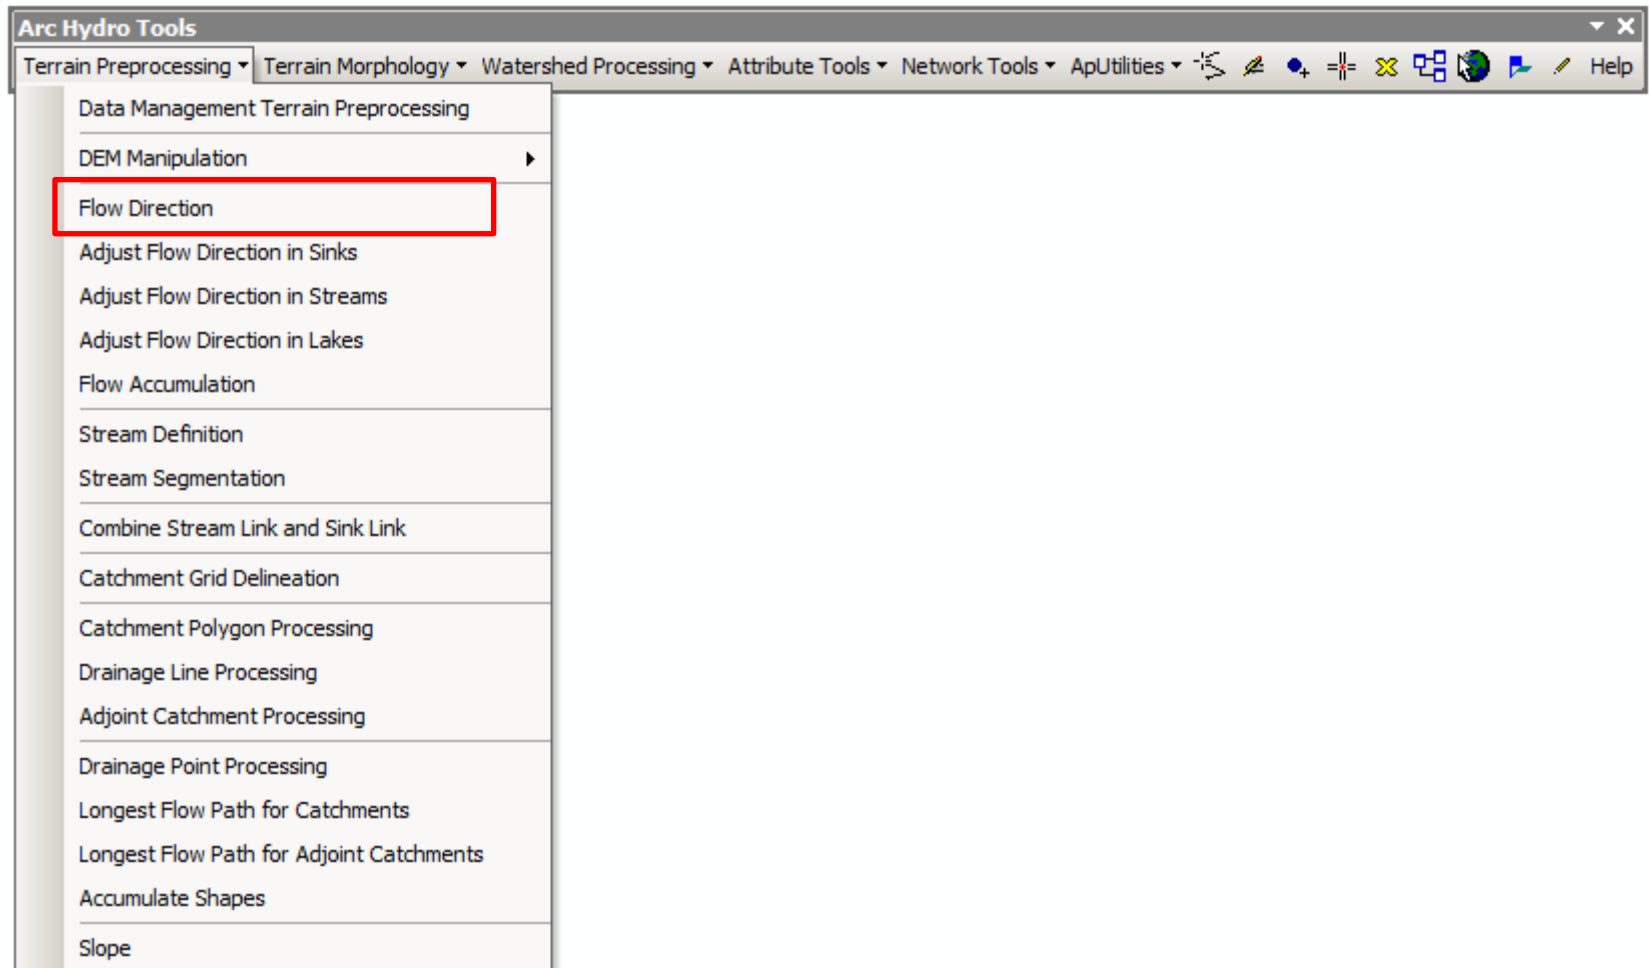 Arc Hydro Tools
Terrain Preprocessing Terrain Morphology Watershed Processing Attribute Tools Network Tools ApUtilities Help
Data Management Terrain Preprocessing
DEM Manipulation
Flow Direction
Adjust Flow Direction in Sinks
Adjust Flow Direction in Streams
Adjust Flow Direction in Lakes
Flow Accumulation
Stream Definition
Stream Segmentation
Combine Stream Link and Sink Link
Catchment Grid Delineation
Catchment Polygon Processing
Drainage Line Processing
Adjoint Catchment Processing
Drainage Point Processing
Longest Flow Path for Catchments
Longest Flow Path for Adjoint Catchments
Accumulate Shapes
Slope